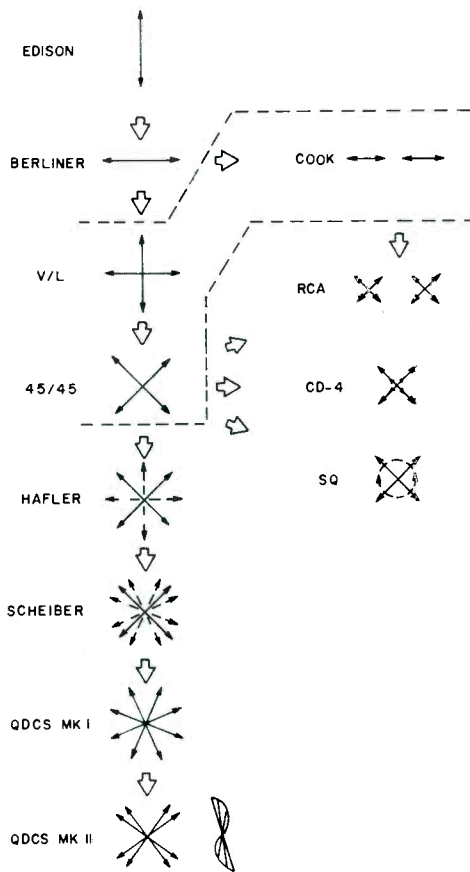 EDISON
BERLINER
COOK
V/L
RCA
45/45
CD-4
HAFLER
SQ
SCHEIBER
QDCS MK I
QDCS MK II